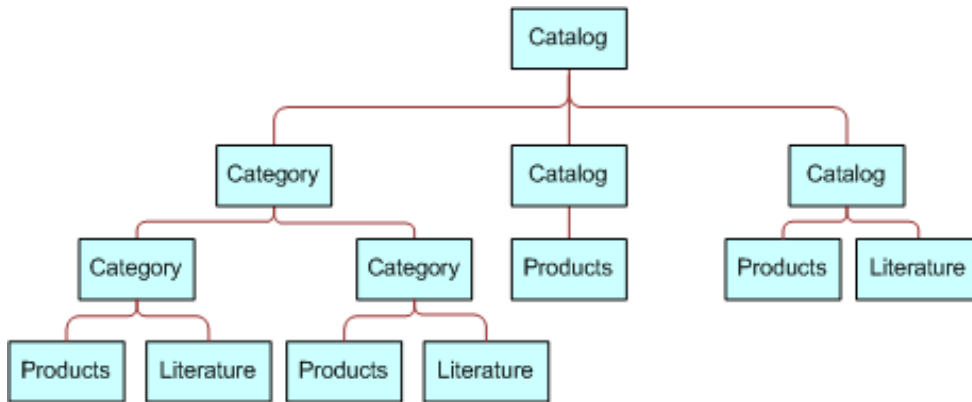 Catalog
Category
Catalog
Catalog
Category
Category
Products
Products
Literature
Products
Literature
Products
Literature